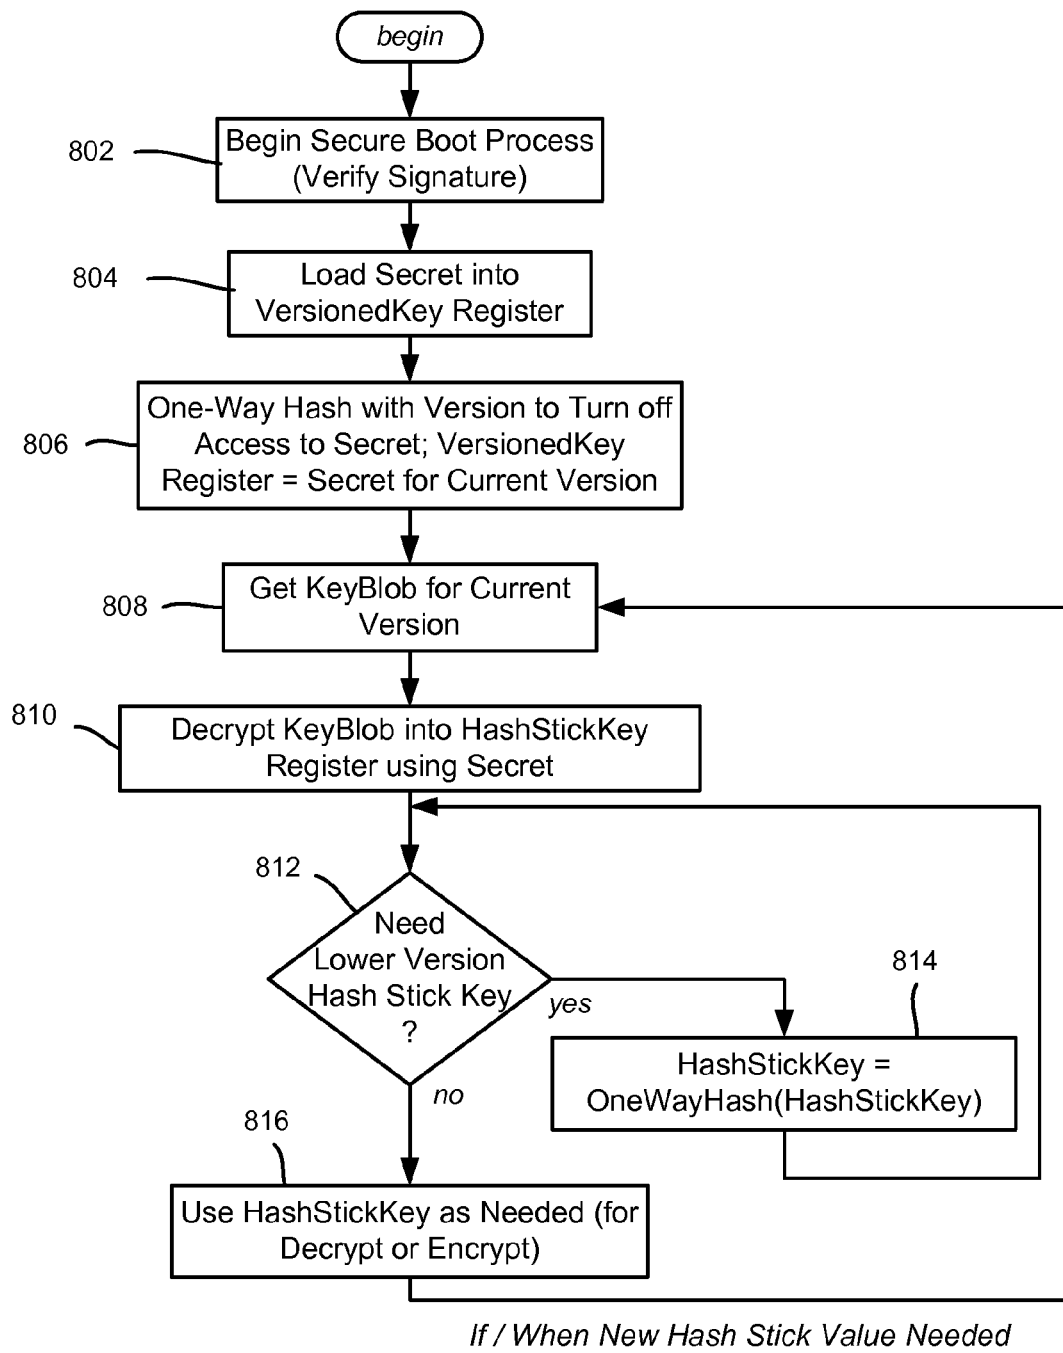 begin
802
Begin Secure Boot Process
(Verify Signature)
804
Load Secret into
VersionedKey Register
806
One-Way Hash with Version to Turn off
Access to Secret; VersionedKey
Register = Secret for Current Version
808
Get KeyBlob for Current
Version
810
Decrypt KeyBlob into HashStickKey
Register using Secret
812
Need
Lower Version
Hash Stick Key
?
yes
814
HashStickKey =
OneWayHash(HashStickKey)
no
816
Use HashStickKey as Needed (for
Decrypt or Encrypt)
If / When New Hash Stick Value Needed